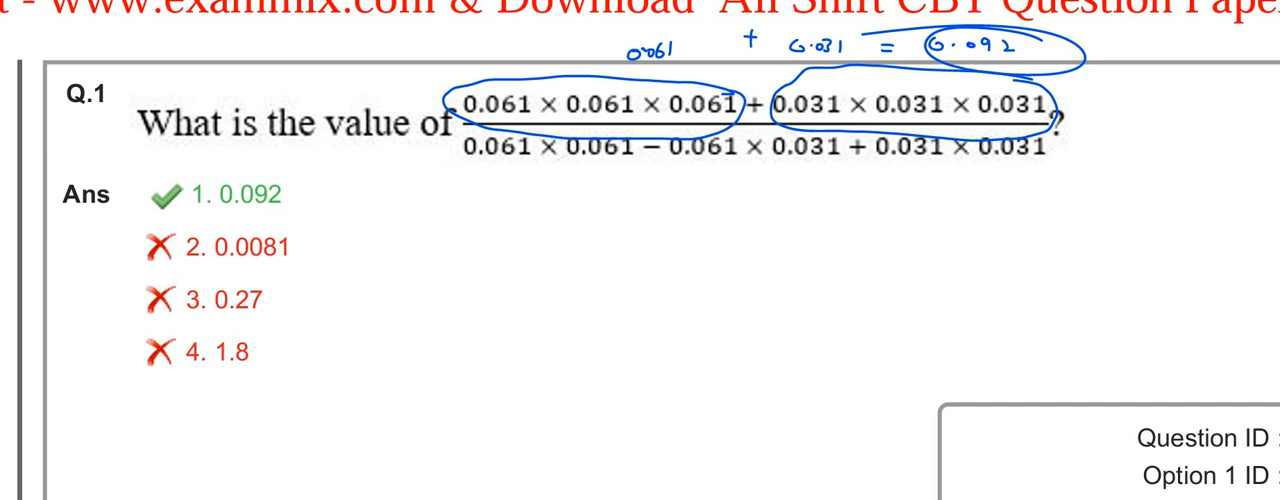 t - www.exammix.com & Download All Shift CBT Question Pape
0.061 + 0.031 = 0.092
Q.1
What is the value of (0.061 × 0.061 × 0.061 + 0.031 × 0.031 × 0.031) / (0.061 × 0.061 − 0.061 × 0.031 + 0.031 × 0.031) ?
Ans
1. 0.092
2. 0.0081
3. 0.27
4. 1.8
Question ID :
Option 1 ID :